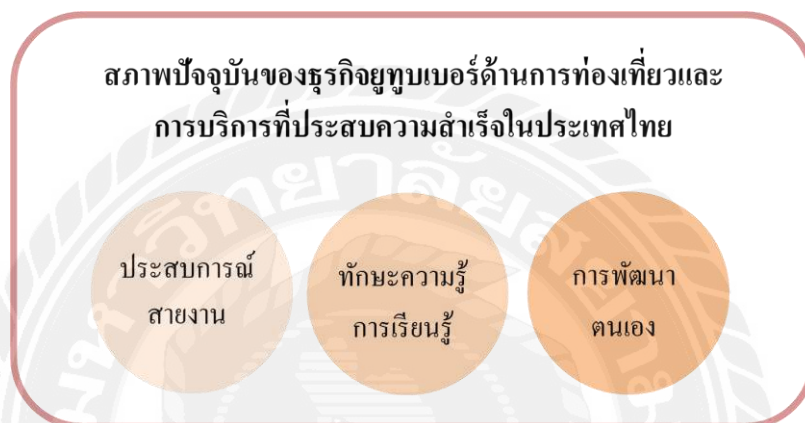 สภาพปัจจุบันของธุรกิจยูทูบเบอร์ด้านการท่องเที่ยวและ
การบริการที่ประสบความสำเร็จในประเทศไทย
ประสบการณ์
สายงาน
ทักษะความรู้
การเรียนรู้
การพัฒนา
ตนเอง